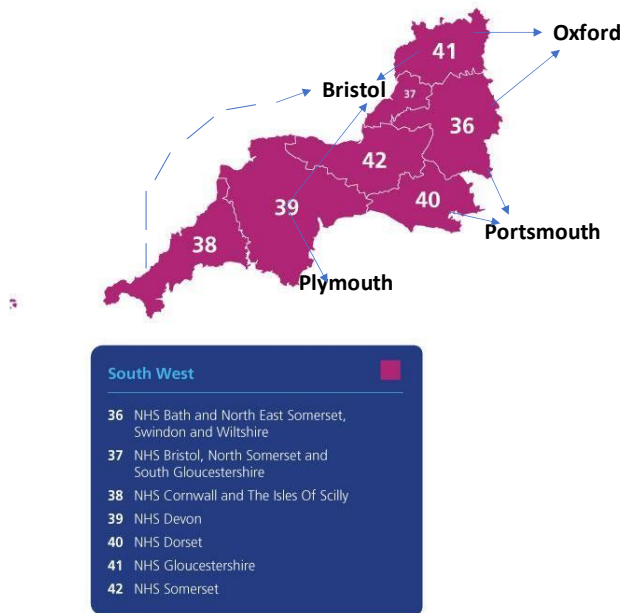 Oxford
41
Bristol
37
36
42
39
40
38
Portsmouth
Plymouth
South West
36 NHS Bath and North East Somerset,
Swindon and Wiltshire
37 NHS Bristol, North Somerset and
South Gloucestershire
38 NHS Cornwall and The Isles Of Scilly
39 NHS Devon
40 NHS Dorset
41 NHS Gloucestershire
42 NHS Somerset